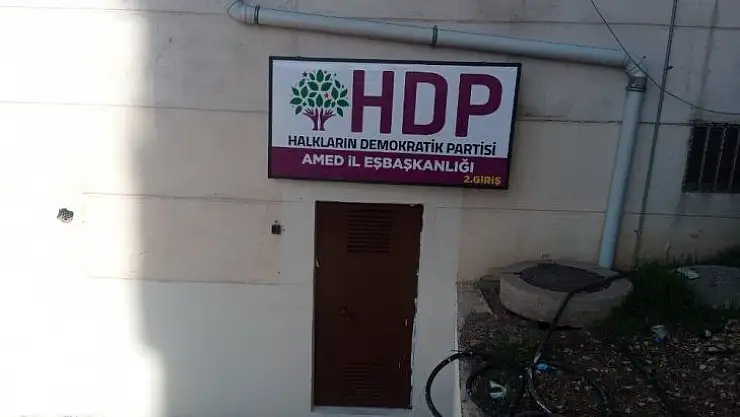 HDP
HALKLARIN DEMOKRATİK PARTİSİ
AMED İL EŞBAŞKANLIĞI
2.GİRİŞ